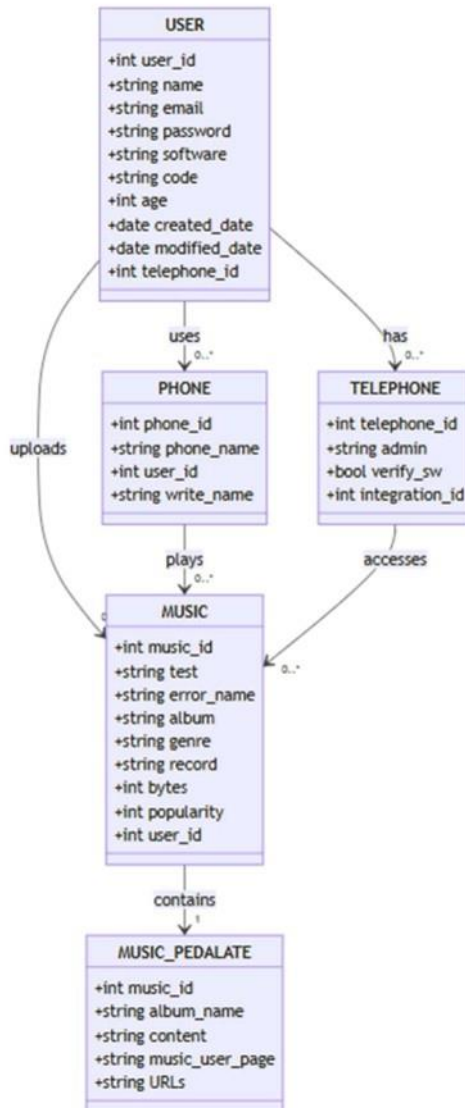 USER
+int user_id
+string name
+string email
+string password
+string software
+string code
+int age
+date created_date
+date modified_date
+int telephone_id
uses
has
0..*
0..*
PHONE
+int phone_id
+string phone_name
+int user_id
+string write_name
TELEPHONE
+int telephone_id
+string admin
+bool verify_sw
+int integration_id
uploads
plays
accesses
0..*
0..*
MUSIC
+int music_id
+string test
+string error_name
+string album
+string genre
+string record
+int bytes
+int popularity
+int user_id
contains
1
MUSIC_PEDALATE
+int music_id
+string album_name
+string content
+string music_user_page
+string URLs